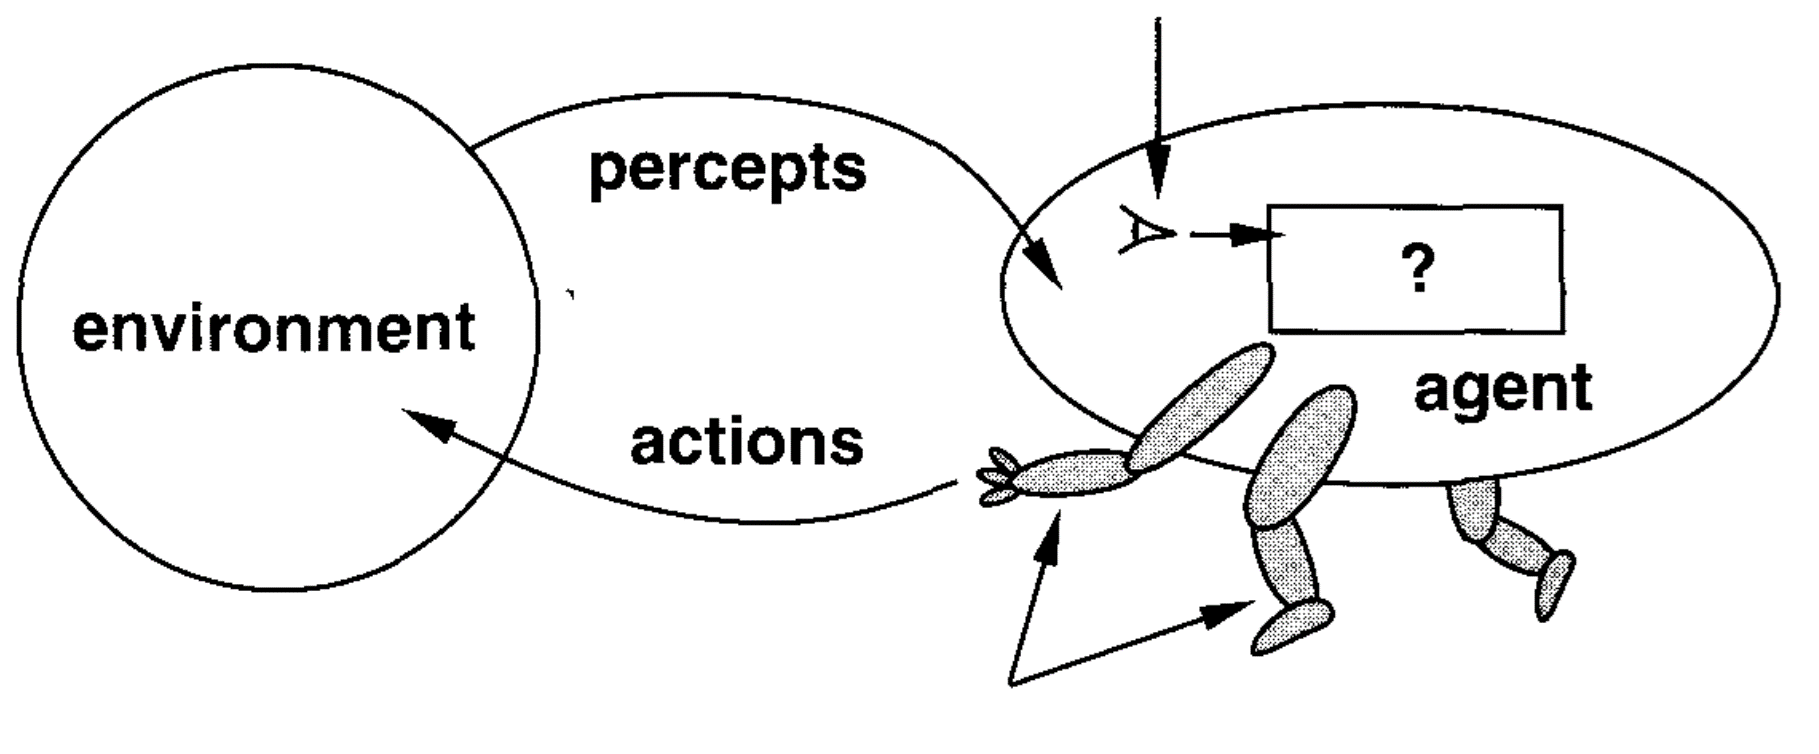 percepts
?
environment
agent
actions